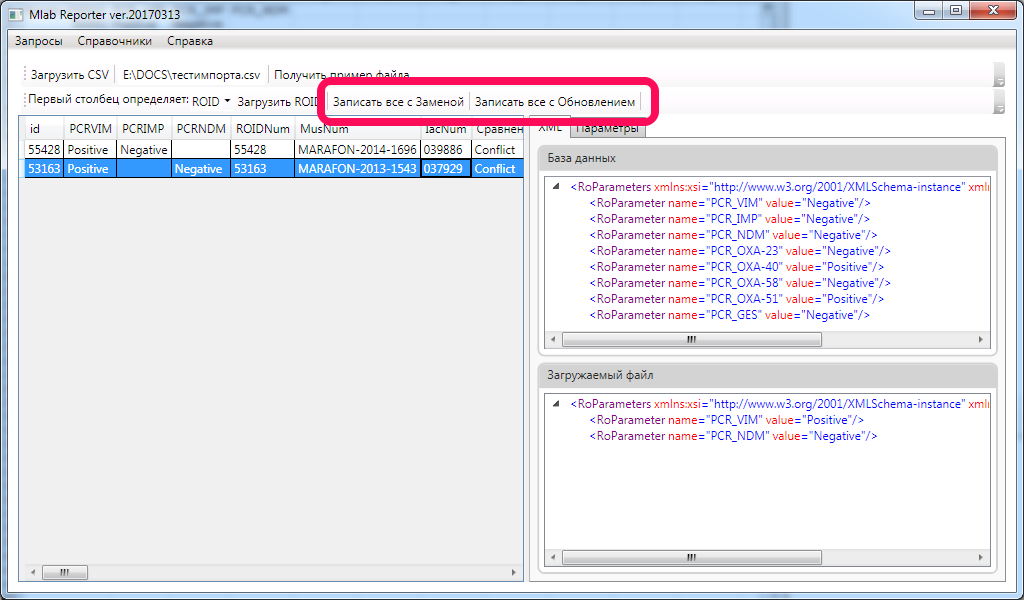 Mlab Reporter ver.20170313
Запросы Справочники Справка
Загрузить CSV E:\DOCS\тестимпорта.csv Получить пример файла
Первый столбец определяет: ROID Загрузить ROID Записать все с Заменой Записать все с Обновлением
id PCRVIM PCRIMP PCRNDM ROIDNum MusNum IacNum Сравнен
55428 Positive Negative 55428 MARAFON-2014-1696 039886 Conflict
53163 Positive Negative 53163 MARAFON-2013-1543 037929 Conflict
XML Параметры
База данных
<RoParameters xmlns:xsi="http://www.w3.org/2001/XMLSchema-instance" xml
<RoParameter name="PCR_VIM" value="Negative"/>
<RoParameter name="PCR_IMP" value="Negative"/>
<RoParameter name="PCR_NDM" value="Negative"/>
<RoParameter name="PCR_OXA-23" value="Negative"/>
<RoParameter name="PCR_OXA-40" value="Positive"/>
<RoParameter name="PCR_OXA-58" value="Negative"/>
<RoParameter name="PCR_OXA-51" value="Positive"/>
<RoParameter name="PCR_GES" value="Negative"/>
Загружаемый файл
<RoParameters xmlns:xsi="http://www.w3.org/2001/XMLSchema-instance" xml
<RoParameter name="PCR_VIM" value="Positive"/>
<RoParameter name="PCR_NDM" value="Negative"/>